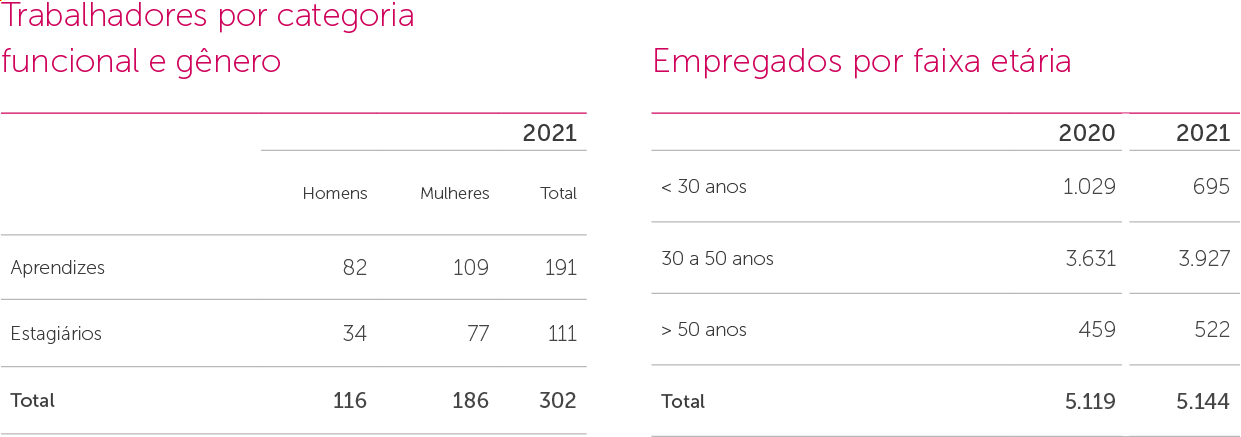 Trabalhadores por categoria
funcional e gênero
2021
Homens Mulheres Total
Aprendizes 82 109 191
Estagiários 34 77 111
Total 116 186 302
Empregados por faixa etária
2020 2021
< 30 anos 1.029 695
30 a 50 anos 3.631 3.927
> 50 anos 459 522
Total 5.119 5.144